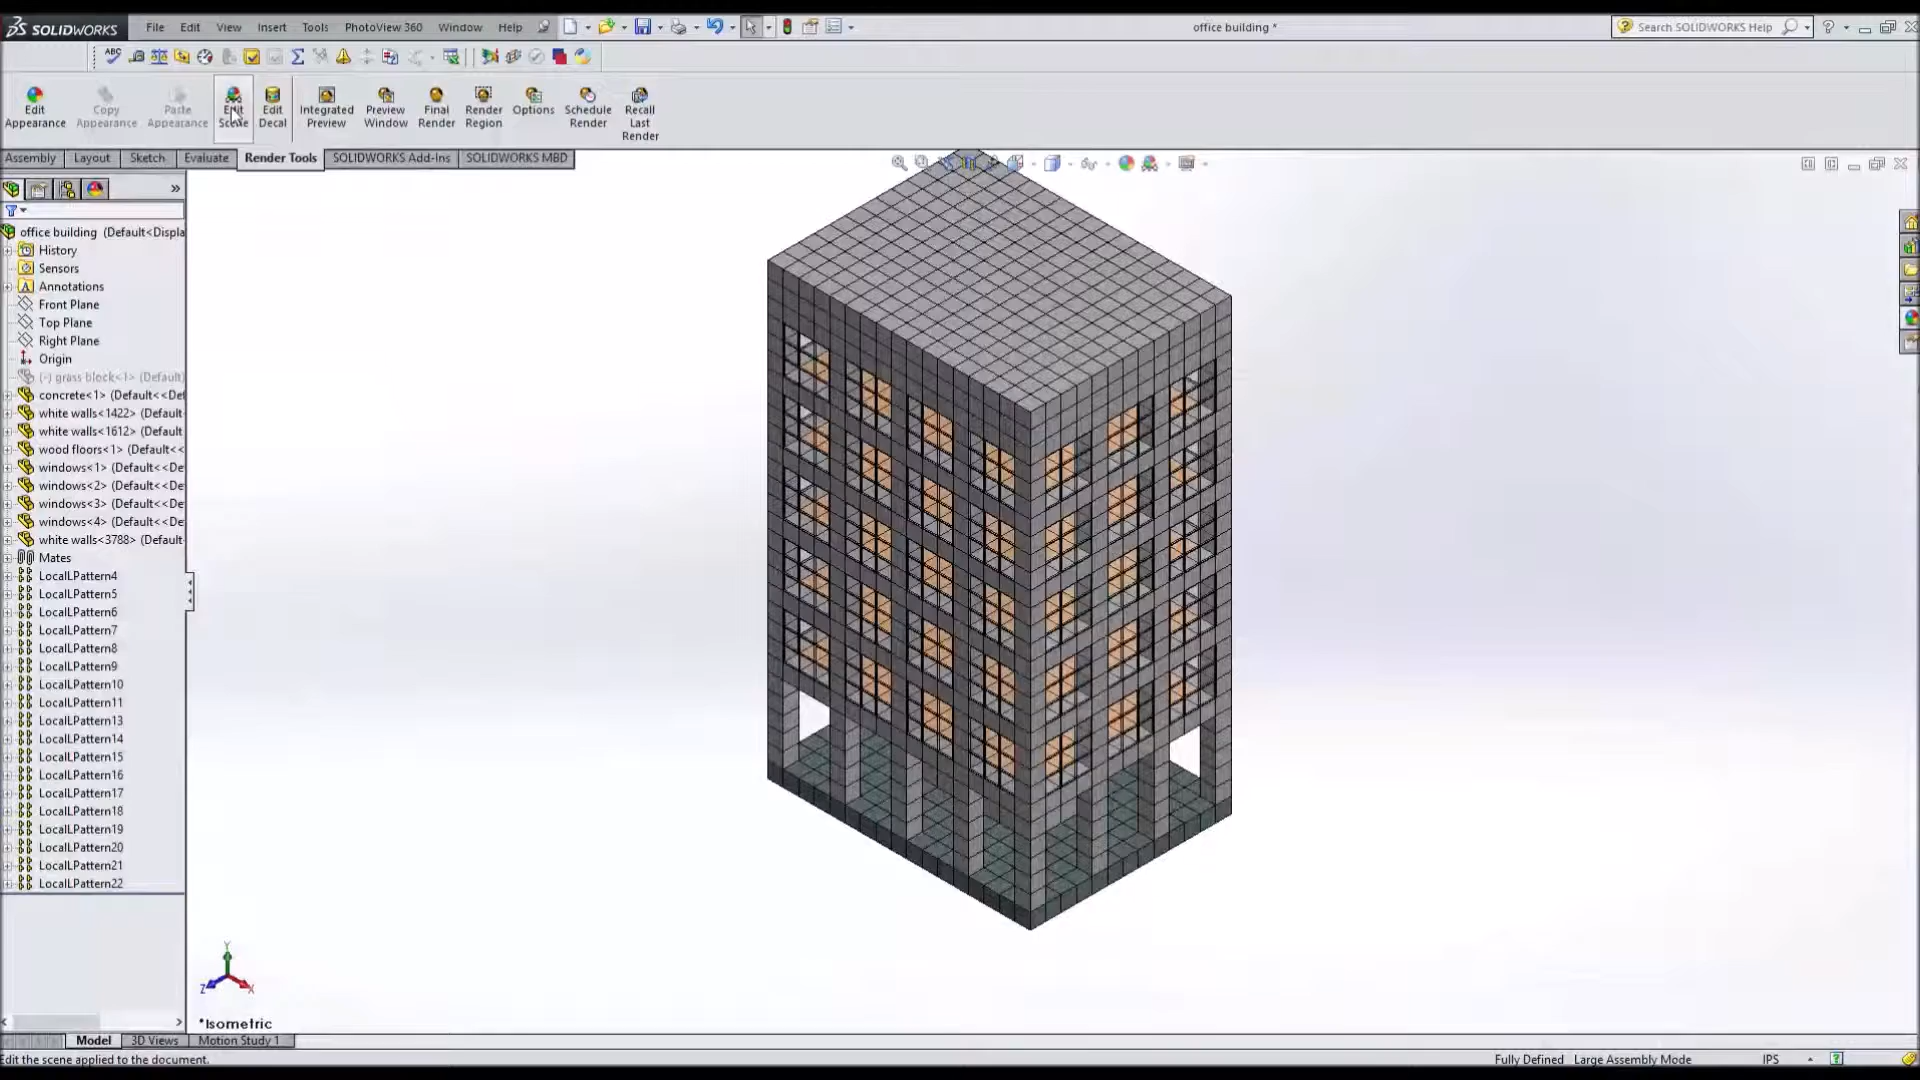 SOLIDWORKS File Edit View Insert Tools PhotoView 360 Window Help office building * Search SOLIDWORKS Help
Edit Appearance
Copy Appearance
Paste Appearance
Edit Scene
Edit Decal
Integrated Preview
Preview Window
Final Render
Render Region
Options
Schedule Render
Recall Last Render
Assembly Layout Sketch Evaluate Render Tools SOLIDWORKS Add-Ins SOLIDWORKS MBD
office building (Default<Displa
History
Sensors
Annotations
Front Plane
Top Plane
Right Plane
Origin
(-) grass block<1> (Default)
concrete<1> (Default<<Def
white walls<1422> (Default
white walls<1612> (Default
wood floors<1> (Default<<
windows<1> (Default<<De
windows<2> (Default<<De
windows<3> (Default<<De
windows<4> (Default<<De
white walls<3788> (Default
Mates
LocalLPattern4
LocalLPattern5
LocalLPattern6
LocalLPattern7
LocalLPattern8
LocalLPattern9
LocalLPattern10
LocalLPattern11
LocalLPattern13
LocalLPattern14
LocalLPattern15
LocalLPattern16
LocalLPattern17
LocalLPattern18
LocalLPattern19
LocalLPattern20
LocalLPattern21
LocalLPattern22
Y
Z X
*Isometric
Model 3D Views Motion Study 1
Edit the scene applied to the document. Fully Defined Large Assembly Mode IPS